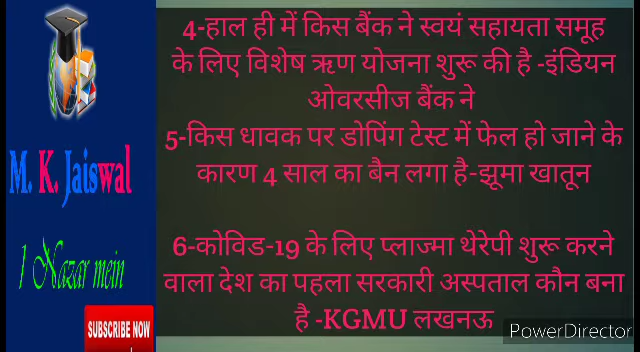 4-हाल ही में किस बैंक ने स्वयं सहायता समूह
के लिए विशेष ऋण योजना शुरू की है -इंडियन
ओवरसीज बैंक ने
5-किस धावक पर डोपिंग टेस्ट में फेल हो जाने के
कारण 4 साल का बैन लगा है-झूमा खातून
6-कोविड-19 के लिए प्लाज्मा थेरेपी शुरू करने
वाला देश का पहला सरकारी अस्पताल कौन बना
है -KGMU लखनऊ
M. K. Jaiswal
1 Nazar mein
SUBSCRIBE NOW
PowerDirector